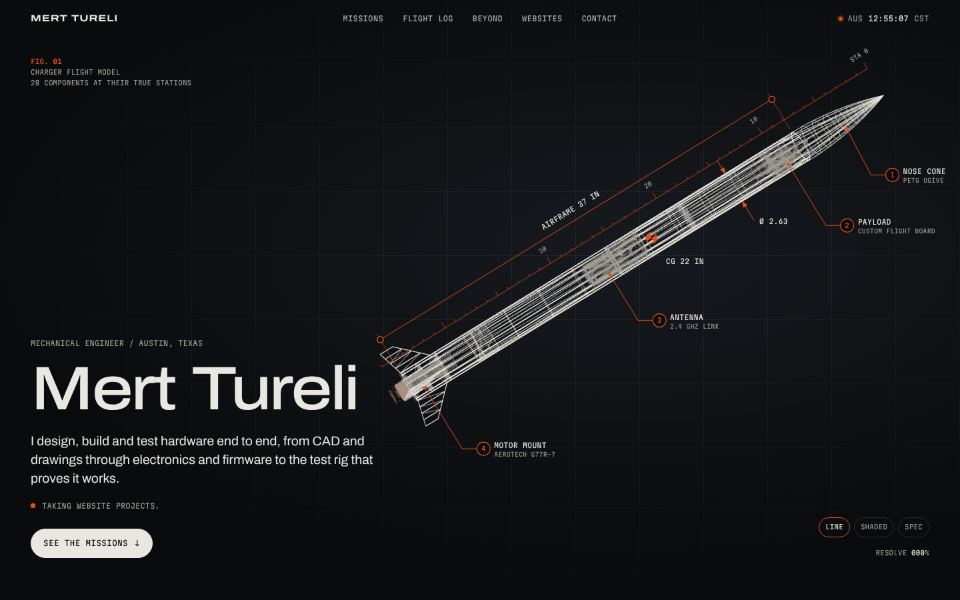 MERT TURELI
MISSIONS FLIGHT LOG BEYOND WEBSITES CONTACT
AUS 12:55:07 CST
FIG. 01
CHARGER FLIGHT MODEL
28 COMPONENTS AT THEIR TRUE STATIONS
STA 0
10
20
30
AIRFRAME 37 IN
1 NOSE CONE
PETG OGIVE
Ø 2.63
2 PAYLOAD
CUSTOM FLIGHT BOARD
CG 22 IN
3 ANTENNA
2.4 GHZ LINK
4 MOTOR MOUNT
AEROTECH G77R-7
MECHANICAL ENGINEER / AUSTIN, TEXAS
Mert Tureli
I design, build and test hardware end to end, from CAD and
drawings through electronics and firmware to the test rig that
proves it works.
TAKING WEBSITE PROJECTS.
SEE THE MISSIONS ↓
LINE SHADED SPEC
RESOLVE 000%